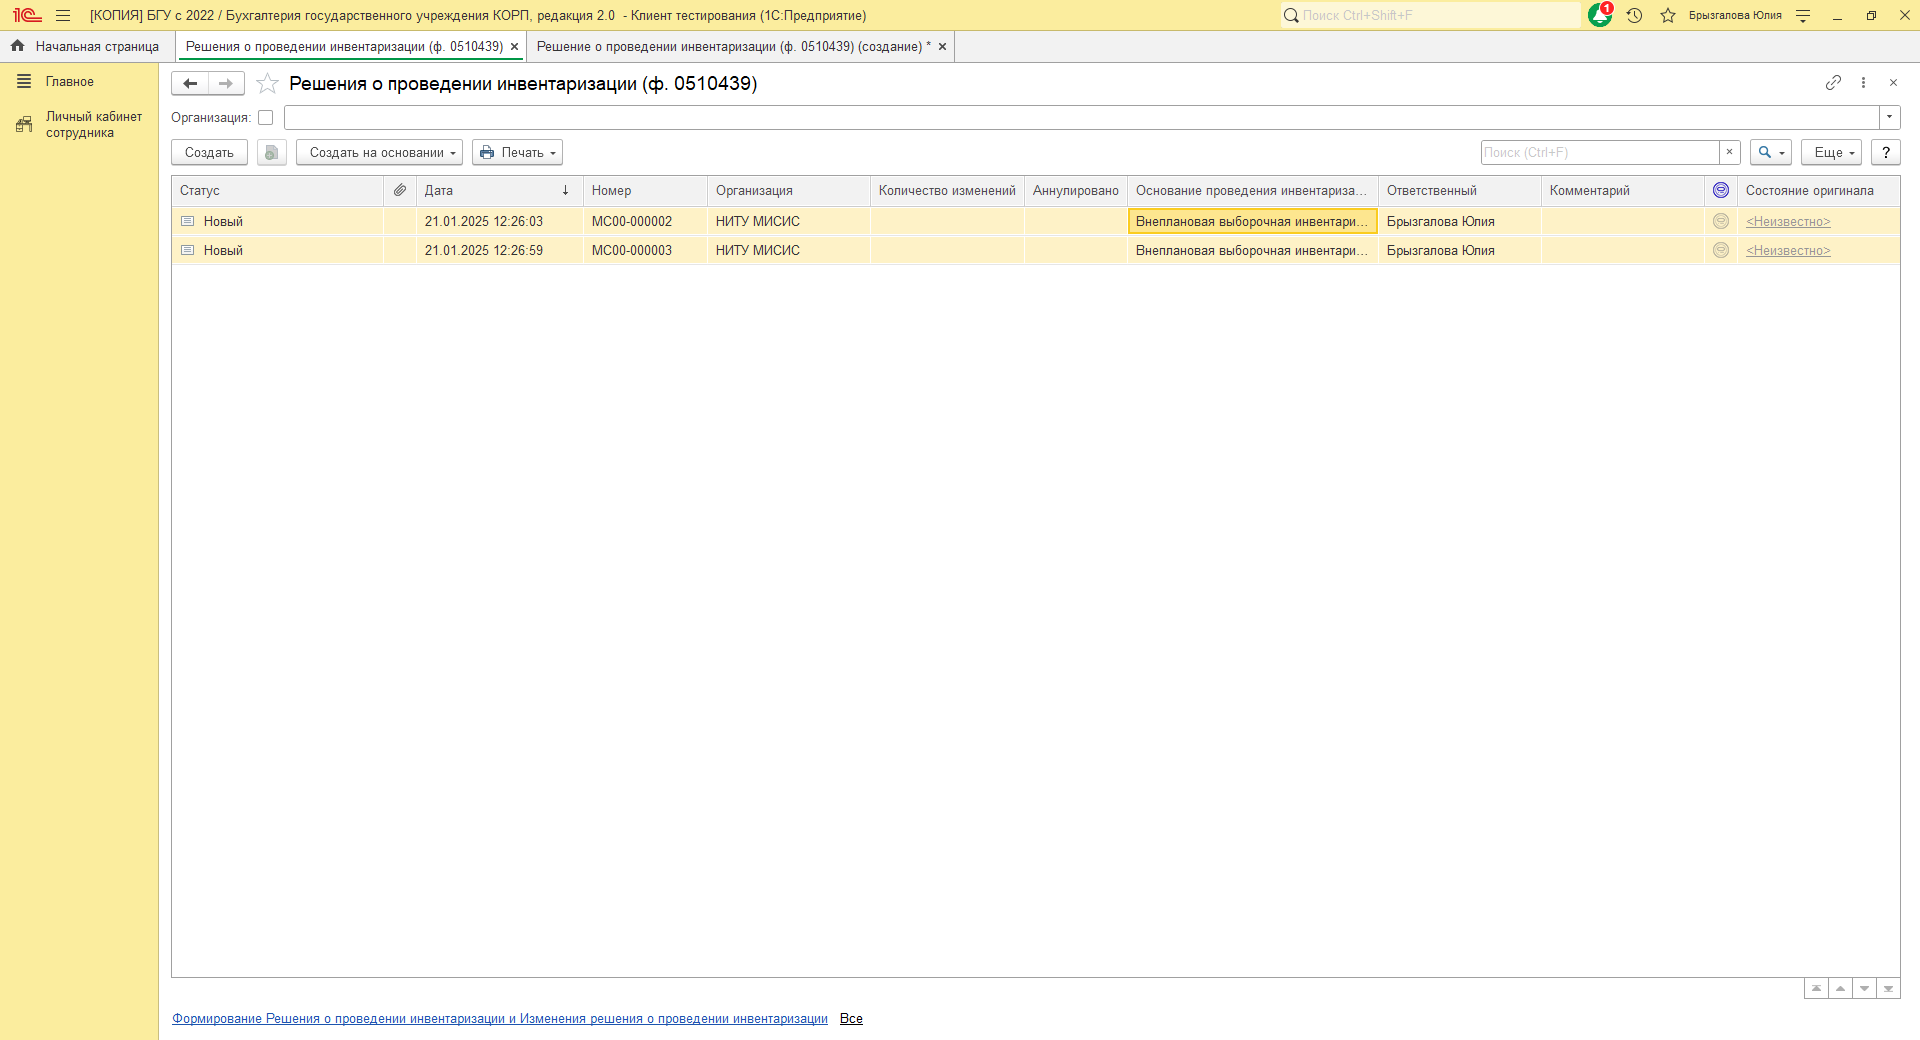 [КОПИЯ] БГУ с 2022 / Бухгалтерия государственного учреждения КОРП, редакция 2.0 - Клиент тестирования (1С:Предприятие)
Поиск Ctrl+Shift+F
1
Брызгалова Юлия
Начальная страница
Решения о проведении инвентаризации (ф. 0510439) ×
Решение о проведении инвентаризации (ф. 0510439) (создание) * ×
Главное
Личный кабинет
сотрудника
Решения о проведении инвентаризации (ф. 0510439)
Организация:
Создать
Создать на основании
Печать
Поиск (Ctrl+F)
×
Еще
?
Статус Дата ↓ Номер Организация Количество изменений Аннулировано Основание проведения инвентариза... Ответственный Комментарий Состояние оригинала
Новый 21.01.2025 12:26:03 МС00-000002 НИТУ МИСИС Внеплановая выборочная инвентари... Брызгалова Юлия <Неизвестно>
Новый 21.01.2025 12:26:59 МС00-000003 НИТУ МИСИС Внеплановая выборочная инвентари... Брызгалова Юлия <Неизвестно>
Формирование Решения о проведении инвентаризации и Изменения решения о проведении инвентаризации Все